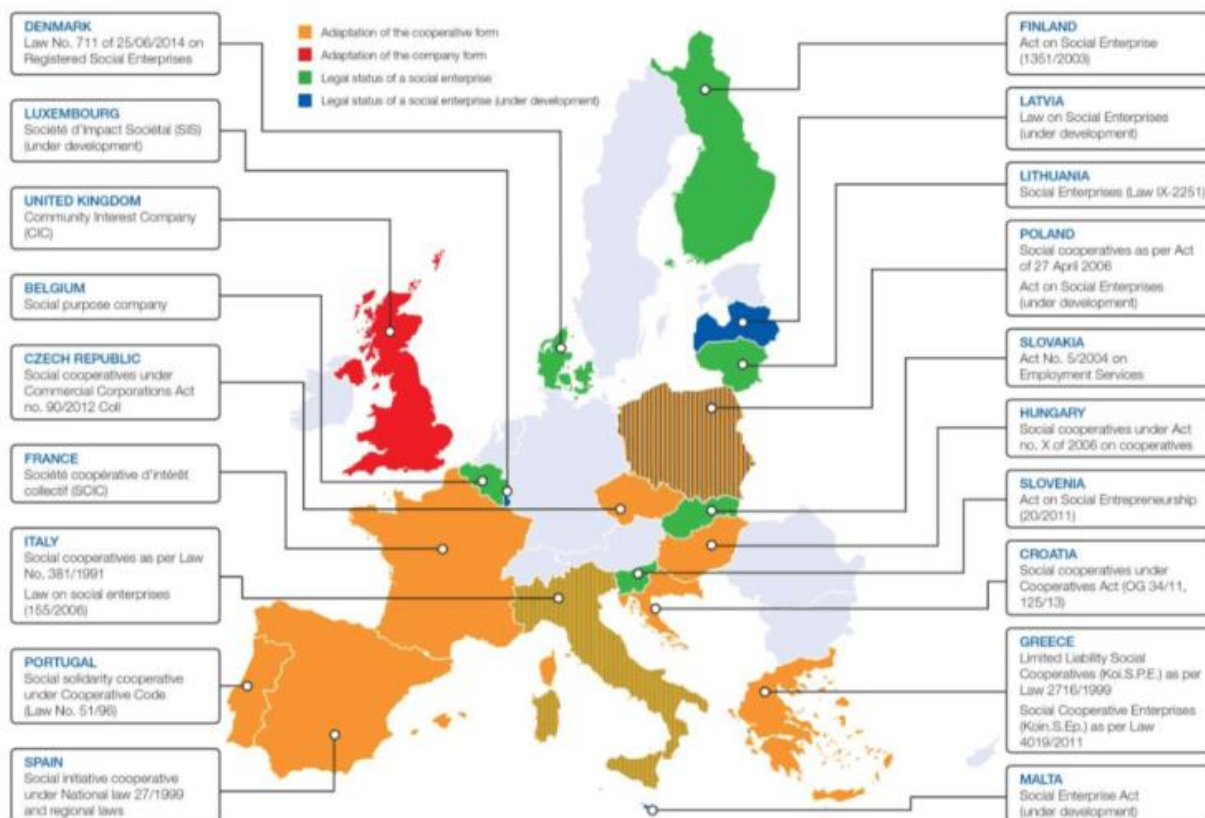 DENMARK
Law No. 711 of 25/06/2014 on
Registered Social Enterprises
LUXEMBOURG
Société d'Impact Sociétal (SIS)
(under development)
UNITED KINGDOM
Community Interest Company
(CIC)
BELGIUM
Social purpose company
CZECH REPUBLIC
Social cooperatives under
Commercial Corporations Act
no. 90/2012 Coll
FRANCE
Société coopérative d'intérêt
collectif (SCIC)
ITALY
Social cooperatives as per Law
No. 381/1991
Law on social enterprises
(155/2006)
PORTUGAL
Social solidarity cooperative
under Cooperative Code
(Law No. 51/96)
SPAIN
Social initiative cooperative
under National law 27/1999
and regional laws
Adaptation of the cooperative form
Adaptation of the company form
Legal status of a social enterprise
Legal status of a social enterprise (under development)
FINLAND
Act on Social Enterprise
(1351/2003)
LATVIA
Law on Social Enterprises
(under development)
LITHUANIA
Social Enterprises (Law IX-2251)
POLAND
Social cooperatives as per Act
of 27 April 2006
Act on Social Enterprises
(under development)
SLOVAKIA
Act No. 5/2004 on
Employment Services
HUNGARY
Social cooperatives under Act
no. X of 2006 on cooperatives
SLOVENIA
Act on Social Entrepreneurship
(20/2011)
CROATIA
Social cooperatives under
Cooperatives Act (OG 34/11,
125/13)
GREECE
Limited Liability Social
Cooperatives (Koi.S.P.E.) as per
Law 2716/1999
Social Cooperative Enterprises
(Koin.S.Ep.) as per Law
4019/2011
MALTA
Social Enterprise Act
(under development)